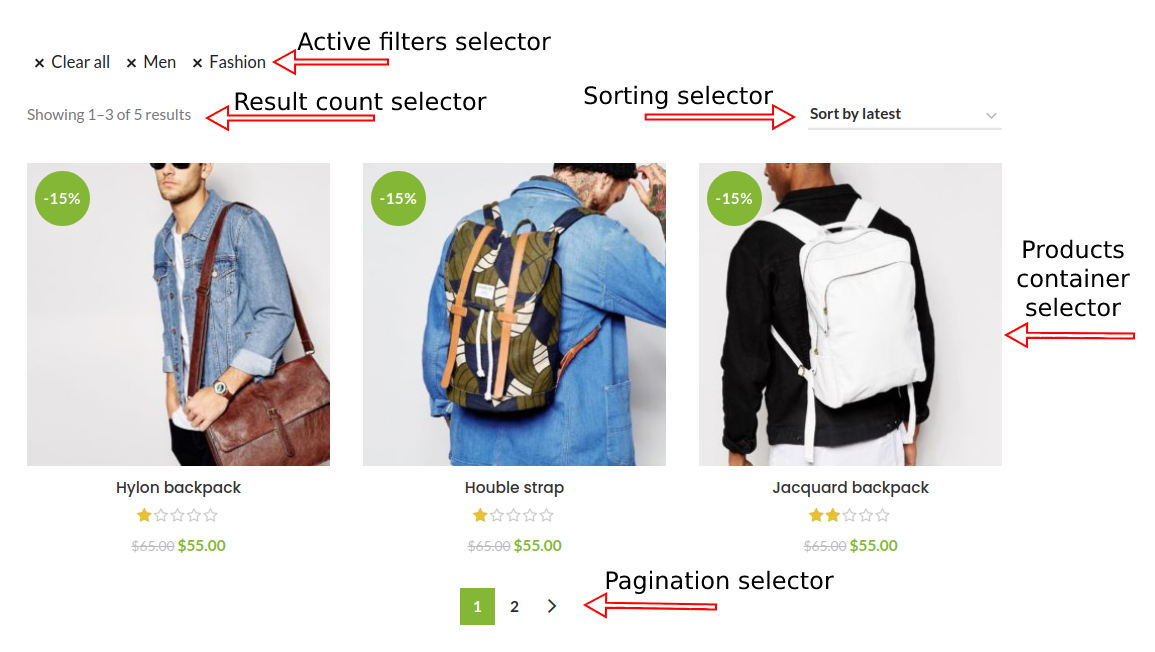 Active filters selector
× Clear all × Men × Fashion
Result count selector
Sorting selector
Showing 1–3 of 5 results
Sort by latest
-15%
-15%
-15%
Products
container
selector
Hylon backpack
Houble strap
Jacquard backpack
$65.00 $55.00
$65.00 $55.00
$65.00 $55.00
Pagination selector
1 2 >